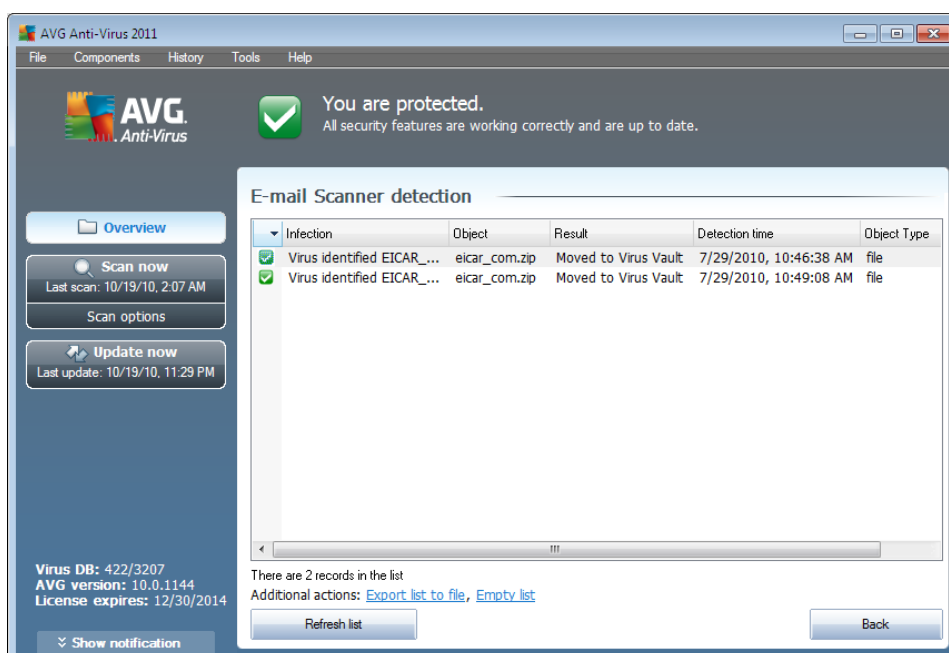 AVG Anti-Virus 2011
File Components History Tools Help
AVG.
Anti-Virus
You are protected.
All security features are working correctly and are up to date.
E-mail Scanner detection
Overview
Scan now
Last scan: 10/19/10, 2:07 AM
Scan options
Update now
Last update: 10/19/10, 11:29 PM
Infection Object Result Detection time Object Type
Virus identified EICAR_... eicar_com.zip Moved to Virus Vault 7/29/2010, 10:46:38 AM file
Virus identified EICAR_... eicar_com.zip Moved to Virus Vault 7/29/2010, 10:49:08 AM file
Virus DB: 422/3207
AVG version: 10.0.1144
License expires: 12/30/2014
Show notification
There are 2 records in the list
Additional actions: Export list to file, Empty list
Refresh list Back